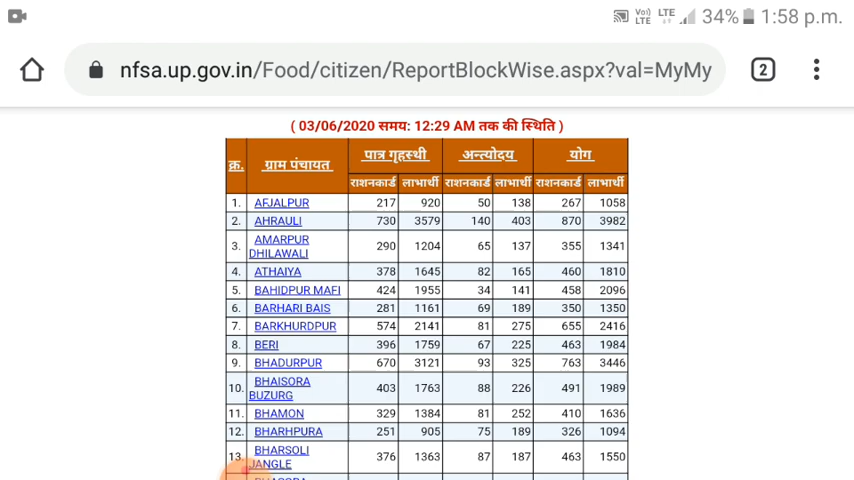 Vo)) LTE LTE 34% 1:58 p.m.
nfsa.up.gov.in/Food/citizen/ReportBlockWise.aspx?val=MyMy 2
( 03/06/2020 समय: 12:29 AM तक की स्थिति )
क्र. ग्राम पंचायत पात्र गृहस्थी अन्त्योदय योग
राशनकार्ड लाभार्थी राशनकार्ड लाभार्थी राशनकार्ड लाभार्थी
1. AFJALPUR 217 920 50 138 267 1058
2. AHRAULI 730 3579 140 403 870 3982
3. AMARPUR DHILAWALI 290 1204 65 137 355 1341
4. ATHAIYA 378 1645 82 165 460 1810
5. BAHIDPUR MAFI 424 1955 34 141 458 2096
6. BARHARI BAIS 281 1161 69 189 350 1350
7. BARKHURDPUR 574 2141 81 275 655 2416
8. BERI 396 1759 67 225 463 1984
9. BHADURPUR 670 3121 93 325 763 3446
10. BHAISORA BUZURG 403 1763 88 226 491 1989
11. BHAMON 329 1384 81 252 410 1636
12. BHARHPURA 251 905 75 189 326 1094
13. BHARSOLI JANGLE 376 1363 87 187 463 1550